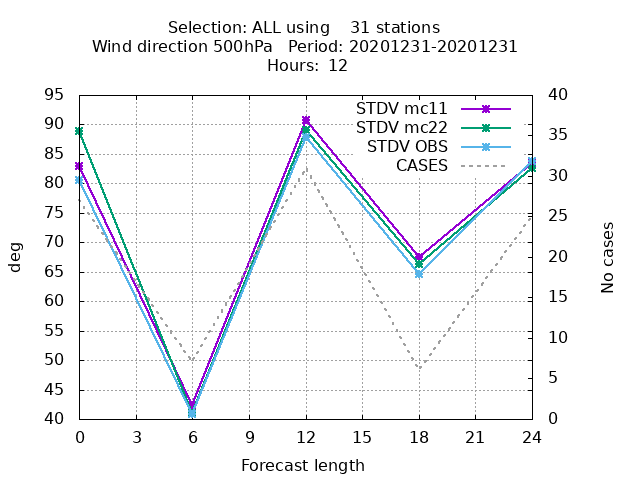 Selection: ALL using    31 stations
Wind direction 500hPa   Period: 20201231-20201231
Hours: 12
95
90
85
80
75
70
65
60
55
50
45
40
deg
40
35
30
25
20
15
10
5
0
No cases
STDV mc11
STDV mc22
STDV OBS
CASES
0 3 6 9 12 15 18 21 24
Forecast length